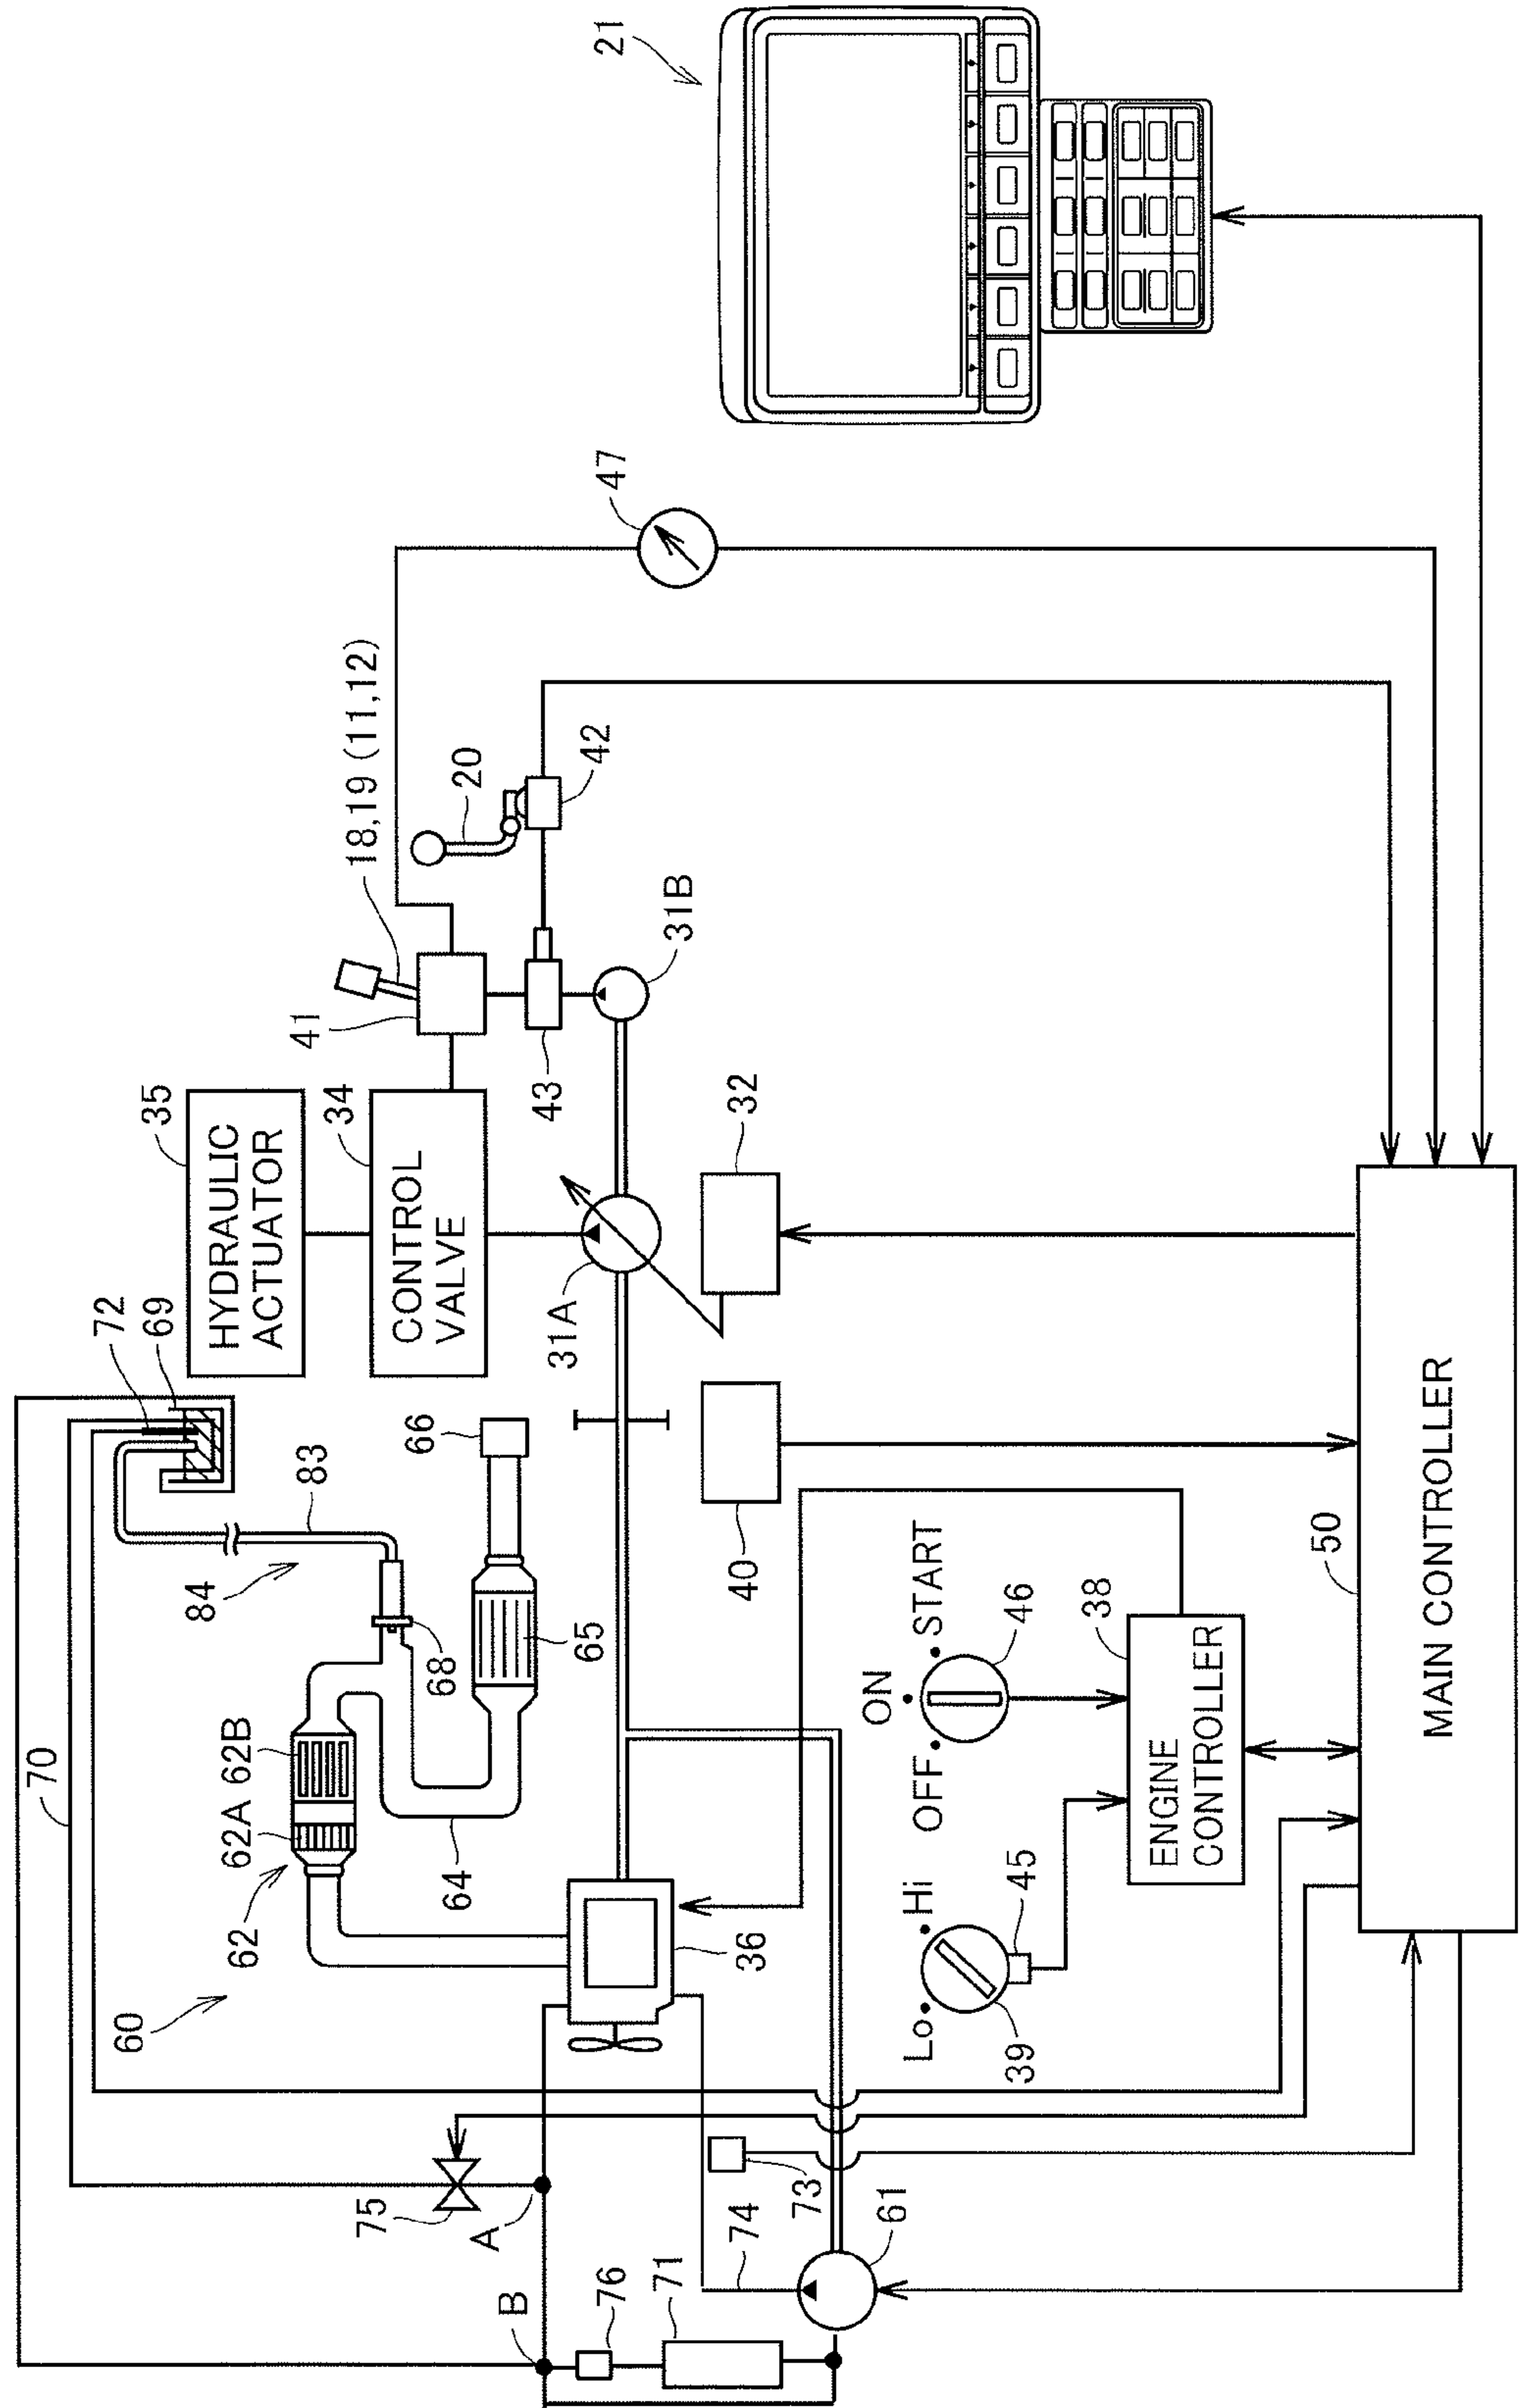 70
72
60
69
35
84
HYDRAULIC
ACTUATOR
62
62A
62B
41
83
34
18,19 (11,12)
75
CONTROL
VALVE
66
68
64
20
A
B
43
31A
65
42
76
47
21
71
31B
74
36
40
32
73
61
ON
Lo
Hi
OFF
START
39
45
46
38
ENGINE
CONTROLLER
50
MAIN CONTROLLER